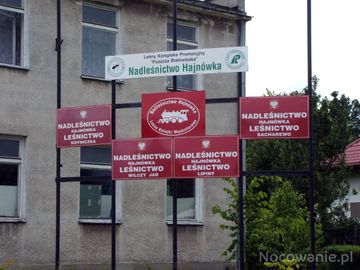 Leśny Kompleks Promocyjny
"Puszcza Białowieska"
Nadleśnictwo Hajnówka
NADLEŚNICTWO
HAJNÓWKA
LEŚNICTWO
KRYNICZKA
Nadleśnictwo Hajnówka
NADLEŚNICTWO
HAJNÓWKA
LEŚNICTWO
SACHAREWO
NADLEŚNICTWO
HAJNÓWKA
LEŚNICTWO
WILCZY JAR
NADLEŚNICTWO
HAJNÓWKA
LEŚNICTWO
LIPINY
Nocowanie.pl